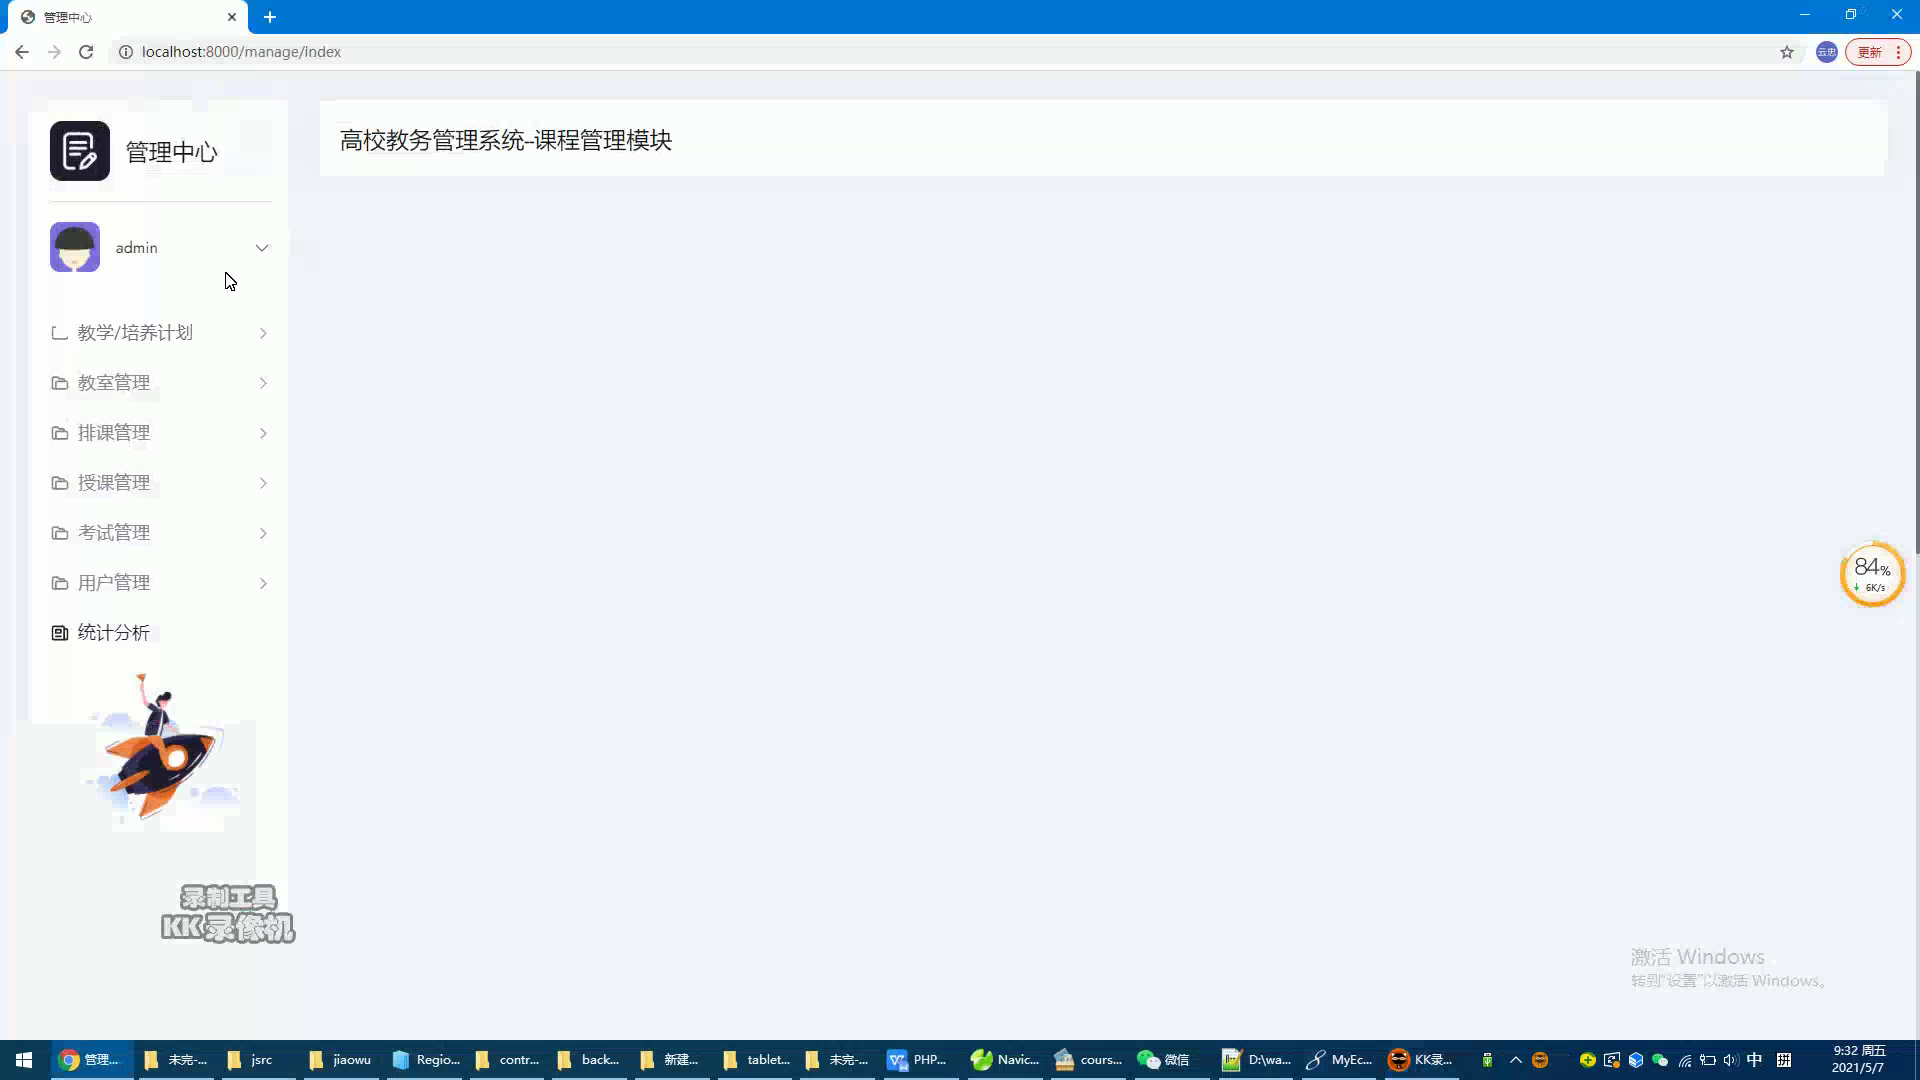 管理中心
localhost:8000/manage/index
云忠
更新
管理中心
高校教务管理系统--课程管理模块
admin
教学/培养计划
教室管理
排课管理
授课管理
考试管理
用户管理
统计分析
84%
6K/s
录制工具
KK录像机
激活 Windows
转到"设置"以激活 Windows。
管理...
未完-...
jsrc
jiaowu
Regio...
contr...
back...
新建...
tablet...
未完-...
PHP...
Navic...
cours...
微信
D:\wa...
MyEc...
KK录...
中
拼
9:32 周五
2021/5/7